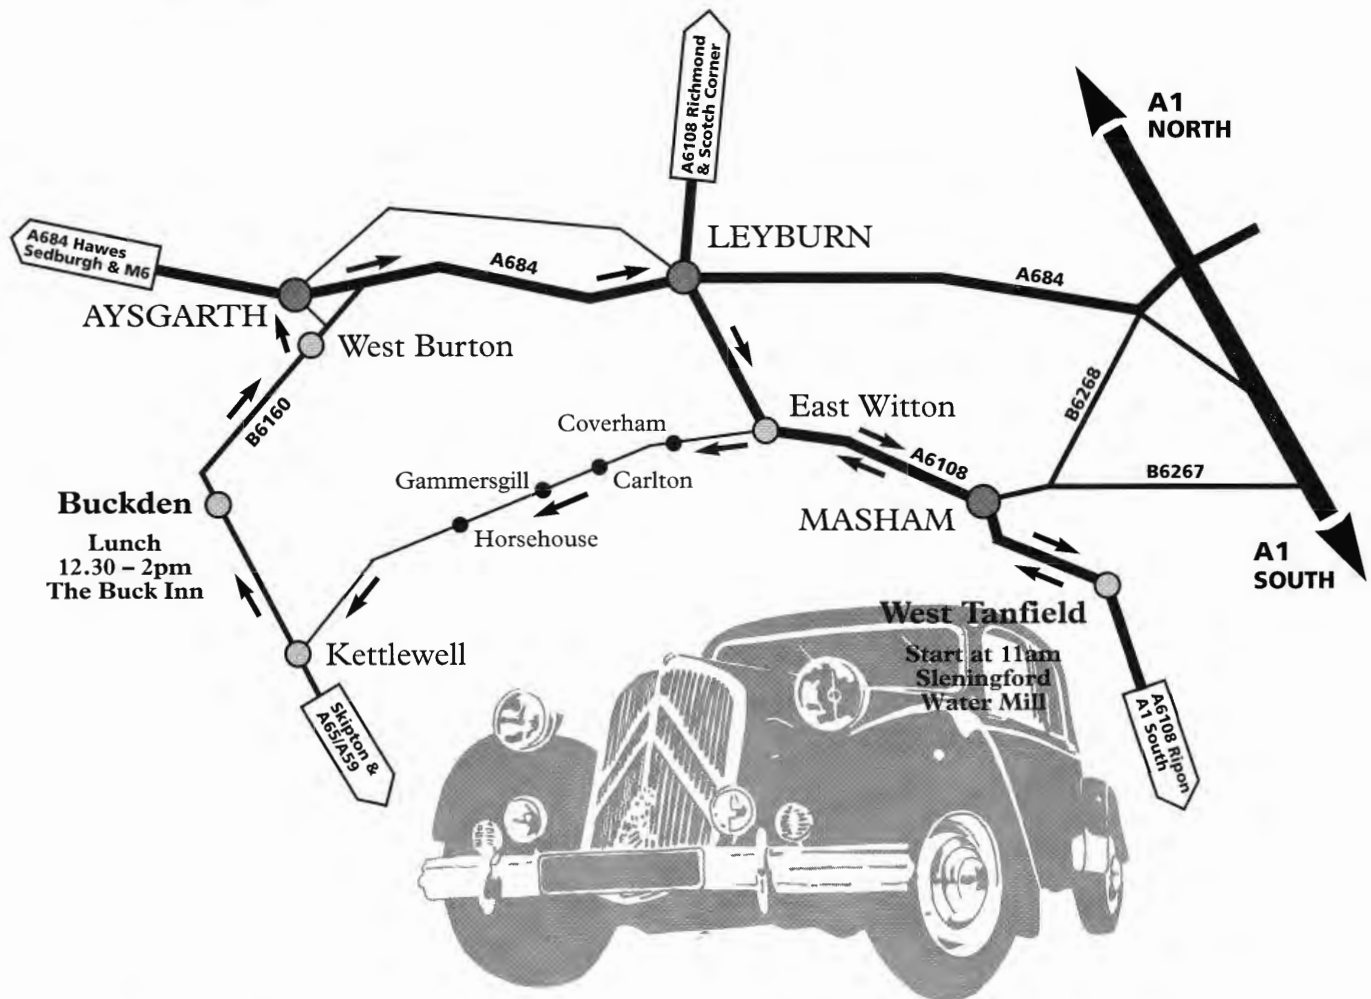 A6108 Richmond
& Scotch Corner
A1
NORTH
A684 Hawes
Sedburgh & M6
LEYBURN
A684
A684
AYSGARTH
West Burton
B6160
B6268
East Witton
Coverham
A6108
B6267
Gammersgill
Carlton
Buckden
MASHAM
Horsehouse
Lunch
12.30 – 2pm
The Buck Inn
A1
SOUTH
West Tanfield
Start at 11am
Sleningford
Water Mill
Kettlewell
Skipton &
A65/A59
A6108 Ripon
A1 South